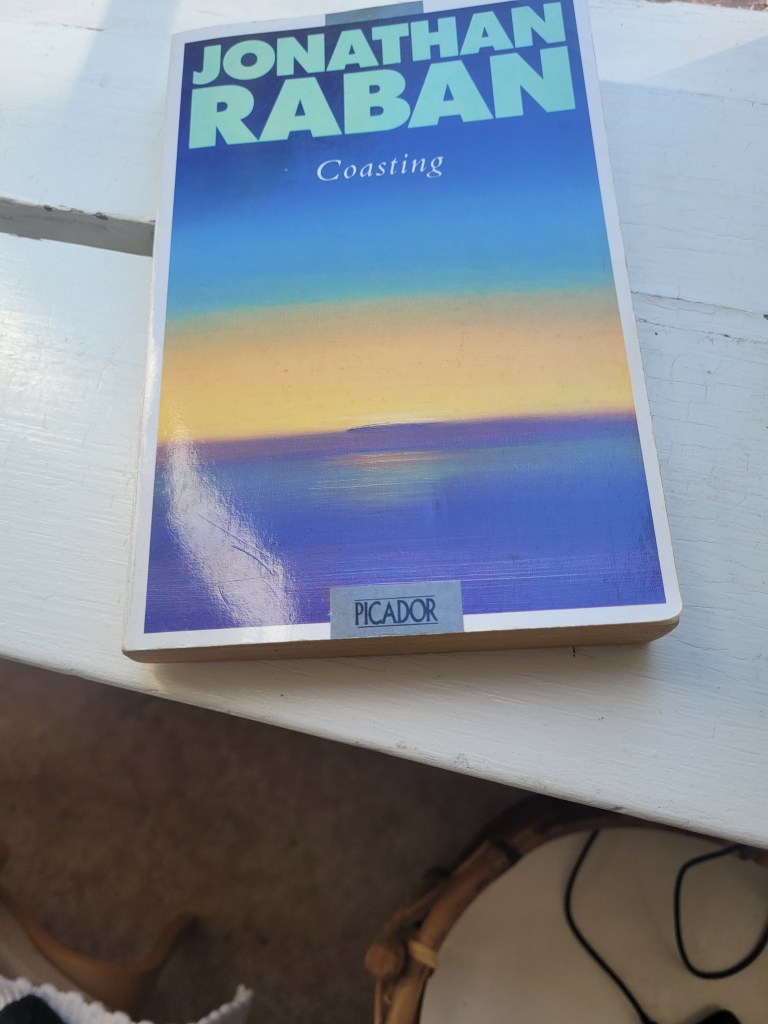 JONATHAN
RABAN
Coasting
PICADOR